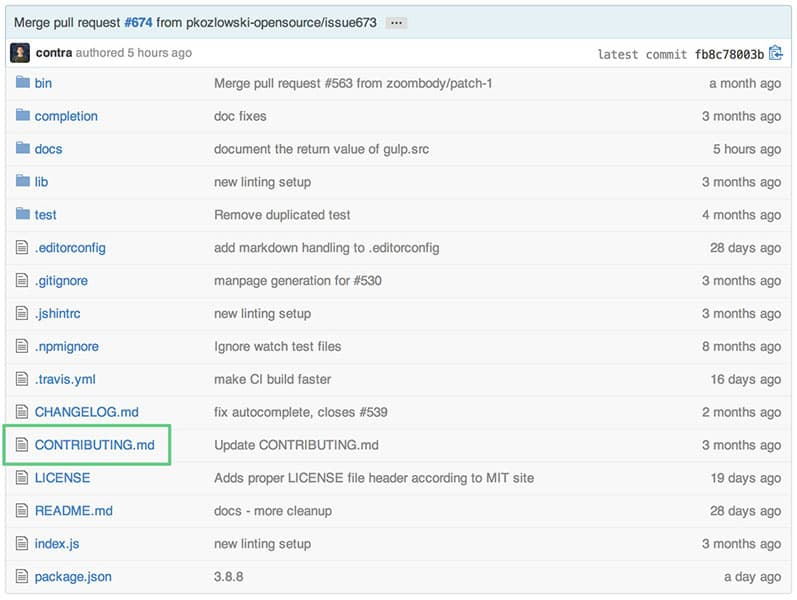 Merge pull request #674 from pkozlowski-opensource/issue673 ...
contra authored 5 hours ago latest commit fb8c78003b
bin Merge pull request #563 from zoombody/patch-1 a month ago
completion doc fixes 3 months ago
docs document the return value of gulp.src 5 hours ago
lib new linting setup 3 months ago
test Remove duplicated test 4 months ago
.editorconfig add markdown handling to .editorconfig 28 days ago
.gitignore manpage generation for #530 3 months ago
.jshintrc new linting setup 3 months ago
.npmignore Ignore watch test files 8 months ago
.travis.yml make CI build faster 16 days ago
CHANGELOG.md fix autocomplete, closes #539 2 months ago
CONTRIBUTING.md Update CONTRIBUTING.md 3 months ago
LICENSE Adds proper LICENSE file header according to MIT site 19 days ago
README.md docs - more cleanup 28 days ago
index.js new linting setup 3 months ago
package.json 3.8.8 a day ago